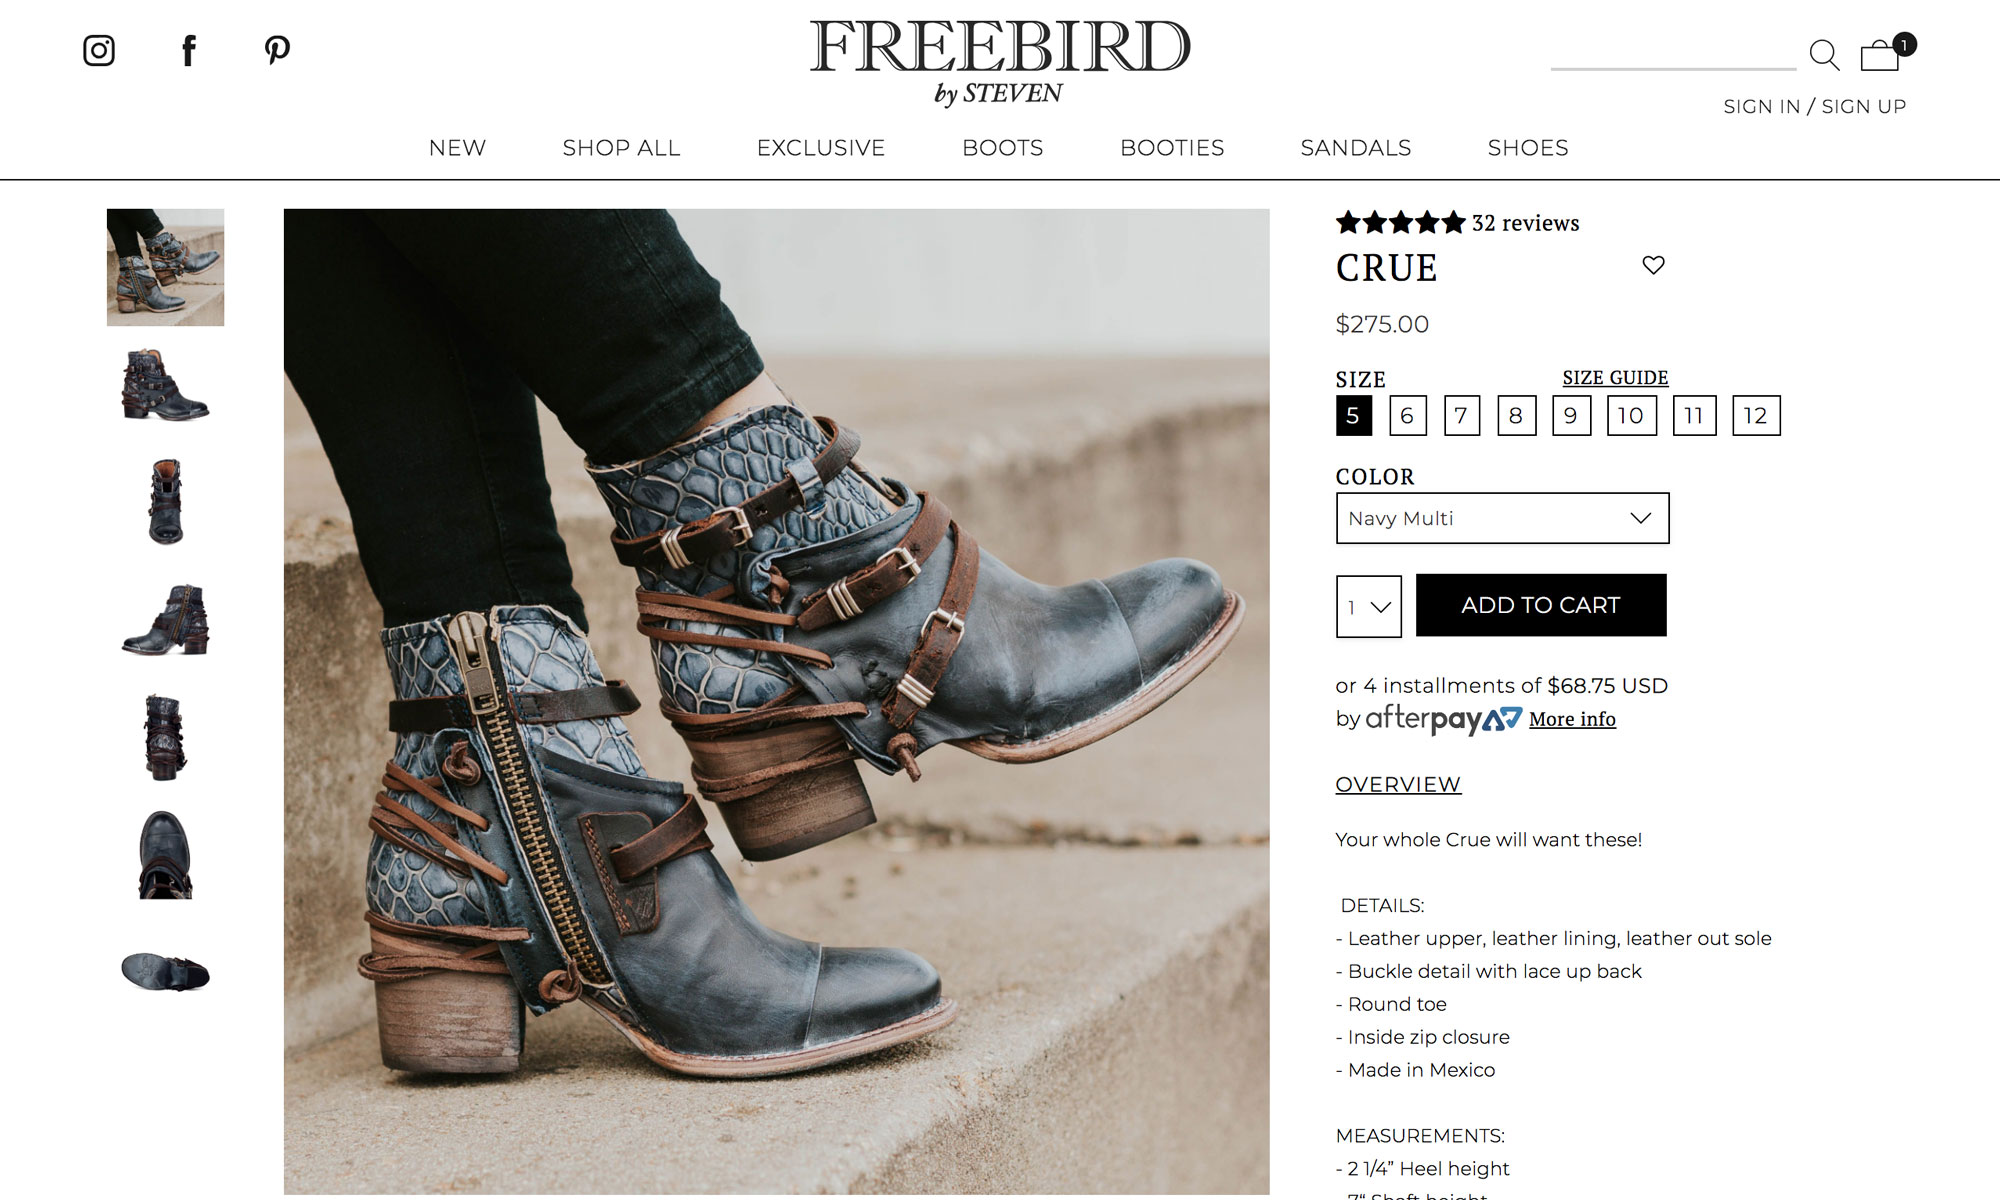 FREEBIRD
by STEVEN
1
SIGN IN / SIGN UP
NEW SHOP ALL EXCLUSIVE BOOTS BOOTIES SANDALS SHOES
32 reviews
CRUE
$275.00
SIZE SIZE GUIDE
5 6 7 8 9 10 11 12
COLOR
Navy Multi
1 ADD TO CART
or 4 installments of $68.75 USD
by afterpay More info
OVERVIEW
Your whole Crue will want these!
DETAILS:
- Leather upper, leather lining, leather out sole
- Buckle detail with lace up back
- Round toe
- Inside zip closure
- Made in Mexico
MEASUREMENTS:
- 2 1/4” Heel height
- 7“ Shaft height